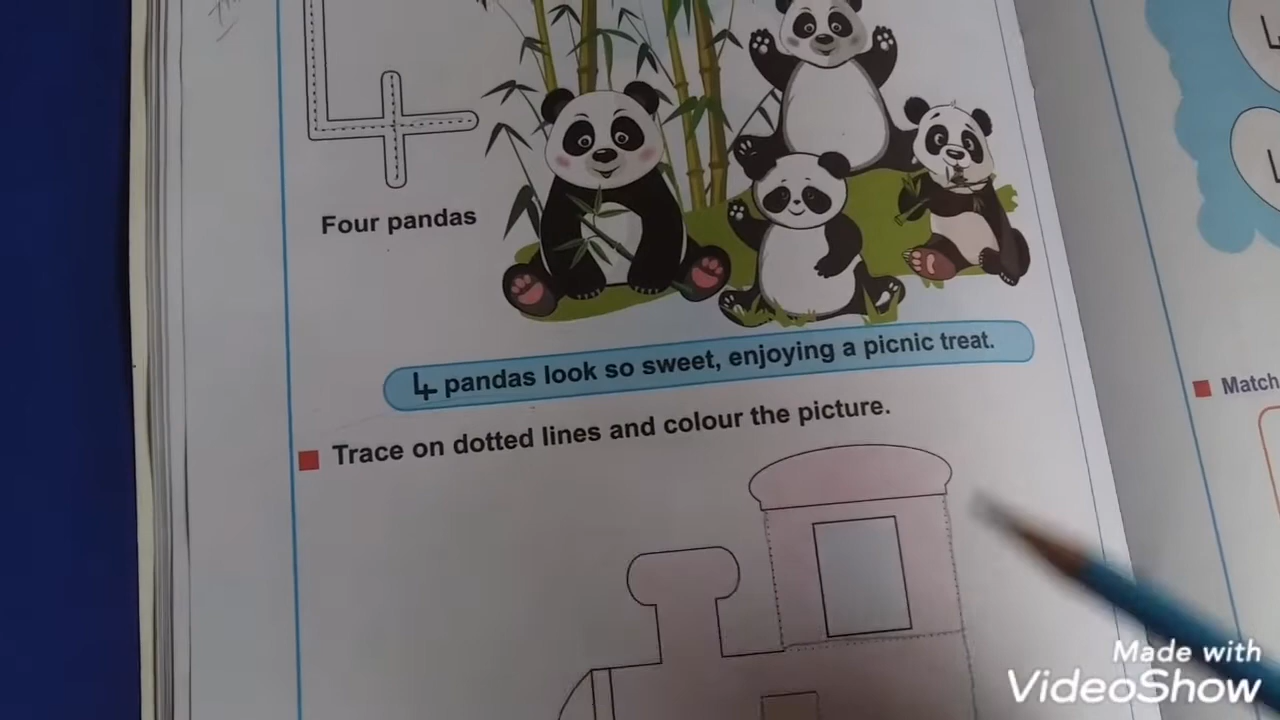 4
Four pandas
4 pandas look so sweet, enjoying a picnic treat.
Trace on dotted lines and colour the picture.
Match
Made with
VideoShow